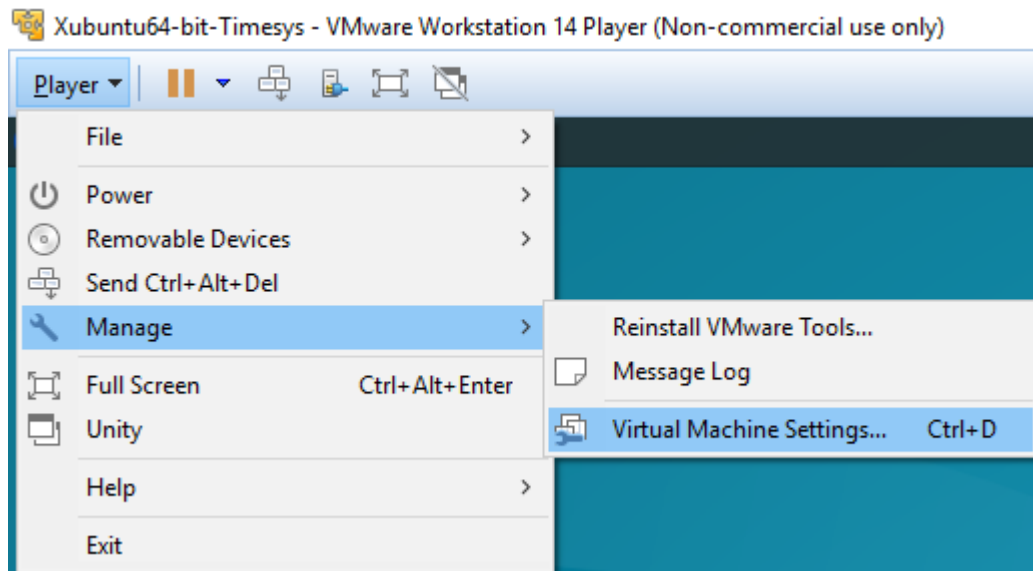 Xubuntu64-bit-Timesys - VMware Workstation 14 Player (Non-commercial use only)
Player
File
Power
Removable Devices
Send Ctrl+Alt+Del
Manage
Reinstall VMware Tools...
Message Log
Full Screen Ctrl+Alt+Enter
Unity
Virtual Machine Settings... Ctrl+D
Help
Exit